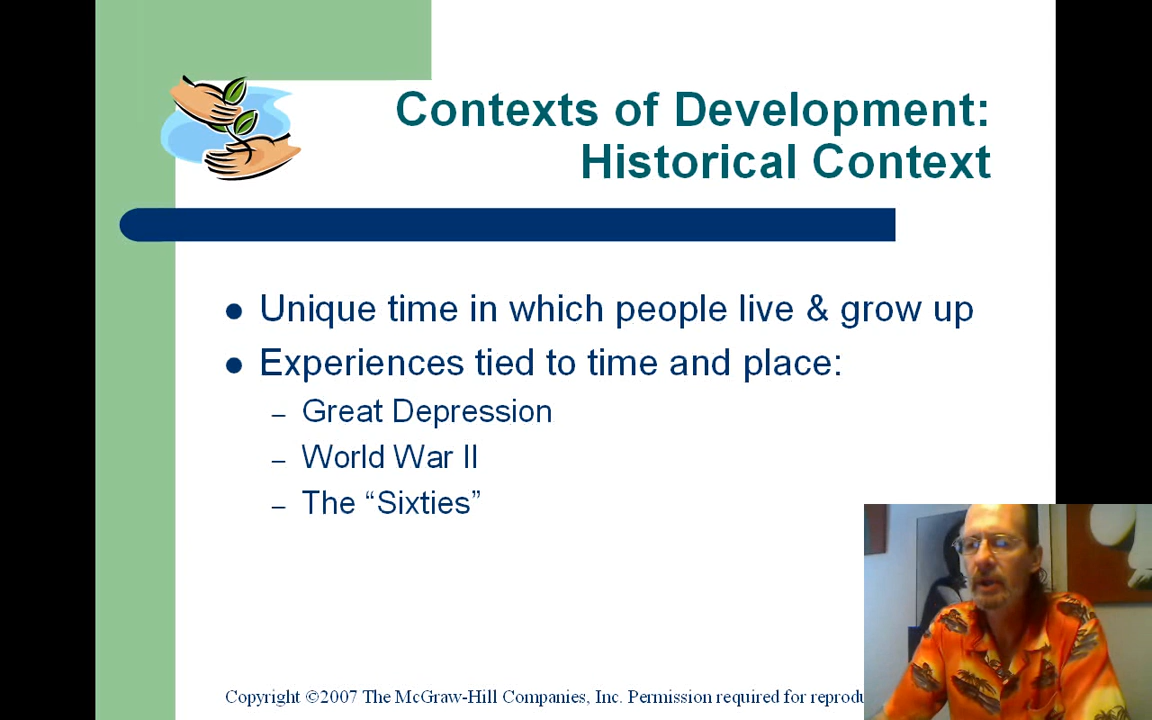 Contexts of Development:
Historical Context
● Unique time in which people live & grow up
● Experiences tied to time and place:
– Great Depression
– World War II
– The “Sixties”
Copyright ©2007 The McGraw-Hill Companies, Inc. Permission required for